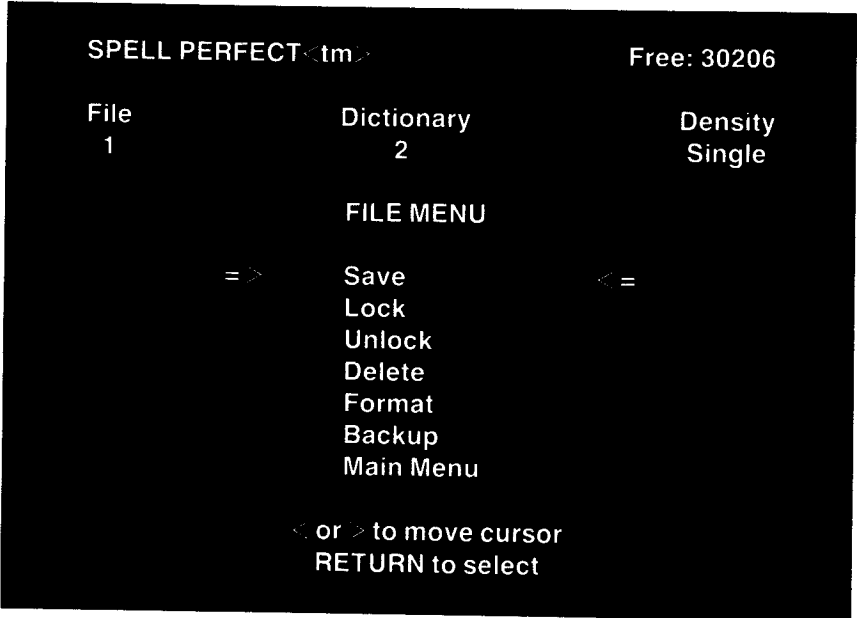 SPELL PERFECT<tm> Free: 30206
File Dictionary Density
1 2 Single
FILE MENU
=> Save <=
Lock
Unlock
Delete
Format
Backup
Main Menu
< or > to move cursor
RETURN to select